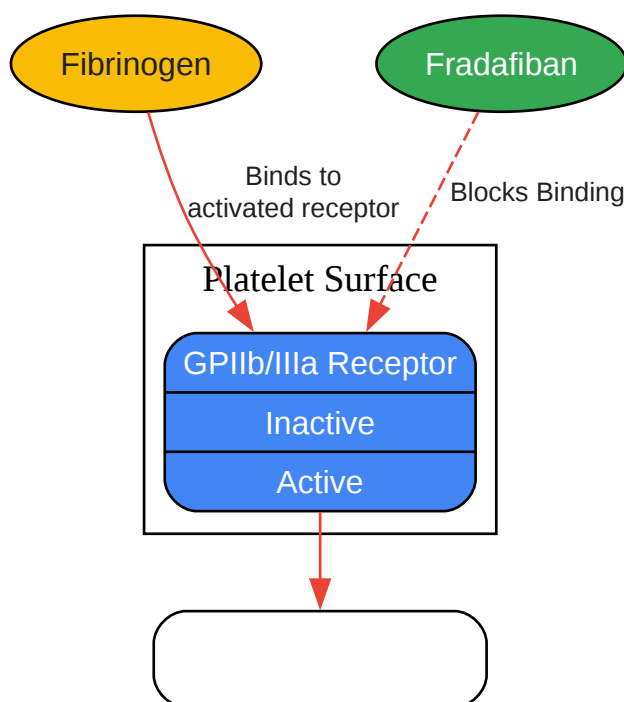 Fibrinogen
Fradafiban
Binds to
activated receptor
Blocks Binding
Platelet Surface
GPIIb/IIIa Receptor
Inactive
Active